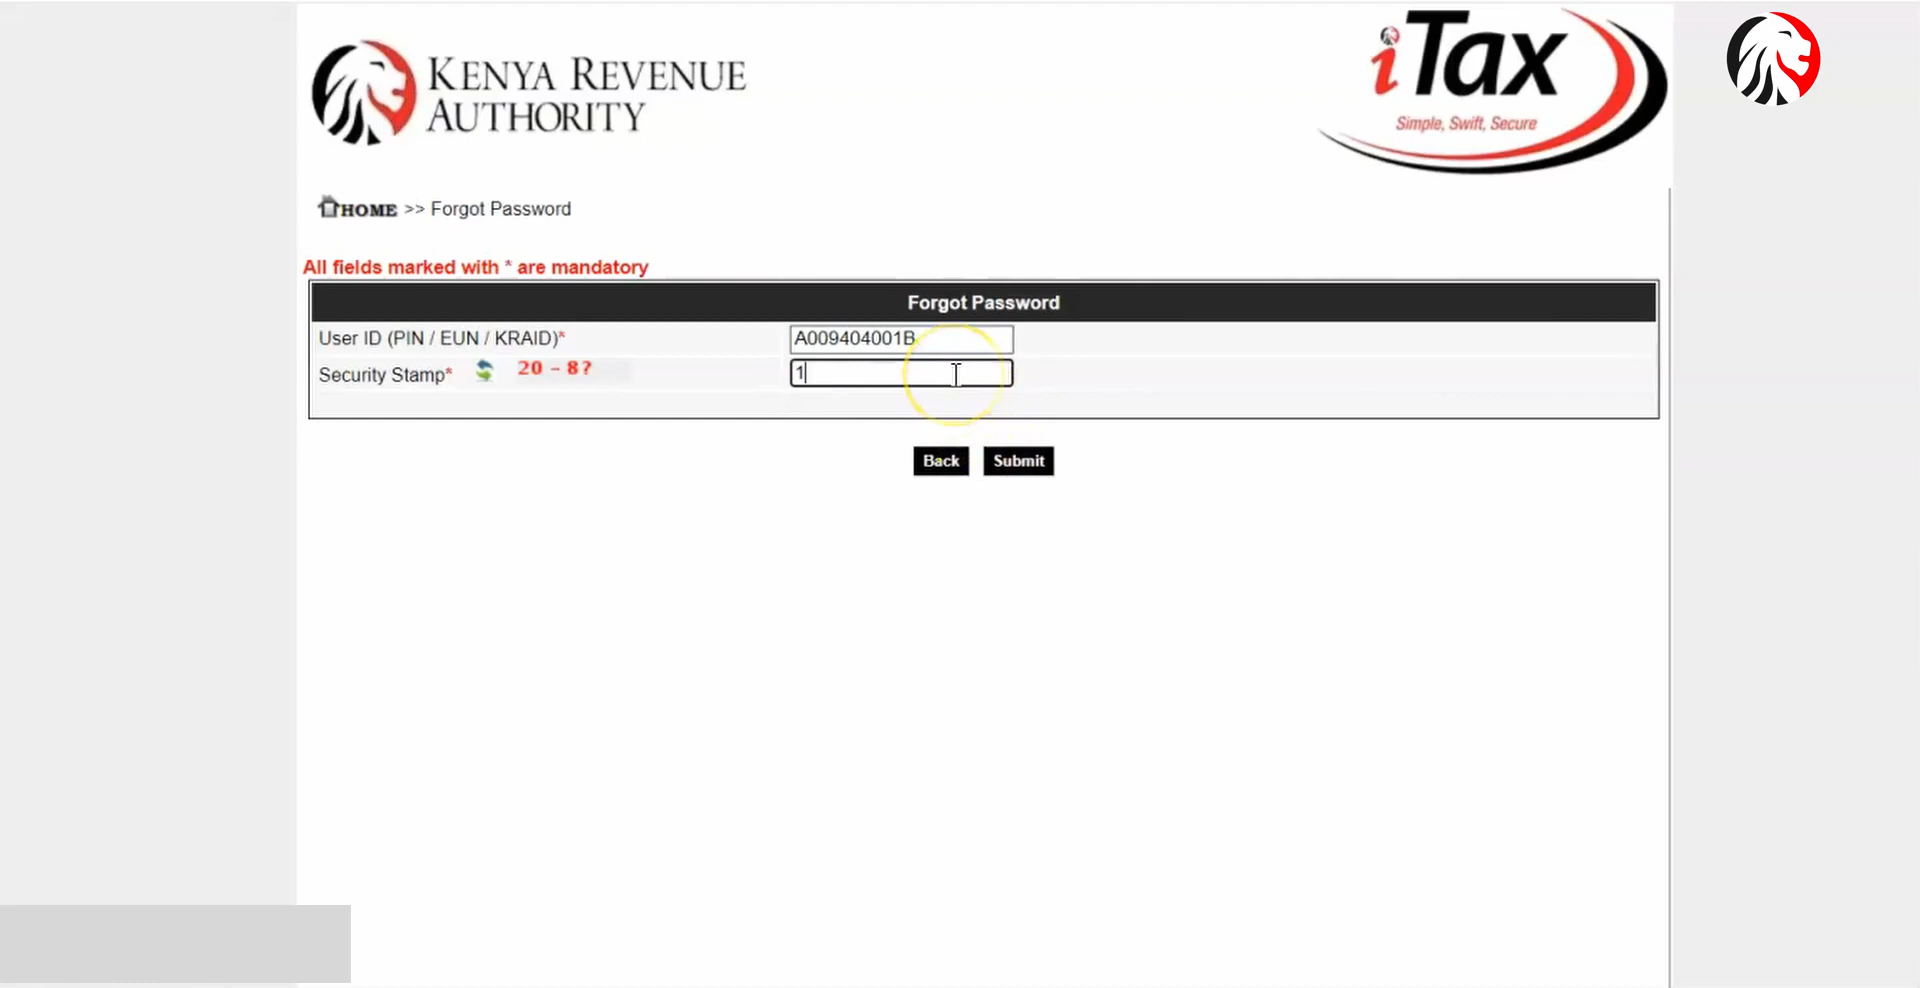 KENYA REVENUE
AUTHORITY
iTax
Simple, Swift, Secure
HOME >> Forgot Password
All fields marked with * are mandatory
Forgot Password
User ID (PIN / EUN / KRAID)* A009404001B
Security Stamp* 20 - 8? 1
Back Submit